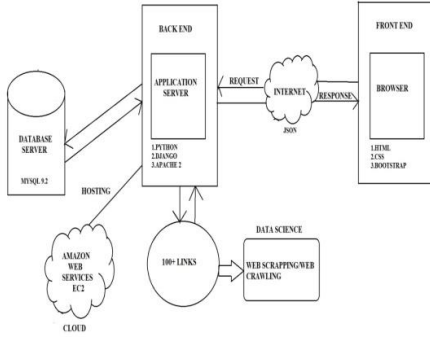 BACK END
FRONT END
APPLICATION
SERVER
REQUEST
INTERNET
RESPONSE
BROWSER
JSON
DATABASE
SERVER
MYSQL 9.2
1.PYTHON
2.DJANGO
3.APACHE 2
1.HTML
2.CSS
3.BOOTSTRAP
HOSTING
AMAZON
WEB
SERVICES
EC2
CLOUD
100+ LINKS
DATA SCIENCE
WEB SCRAPPING/WEB
CRAWLING